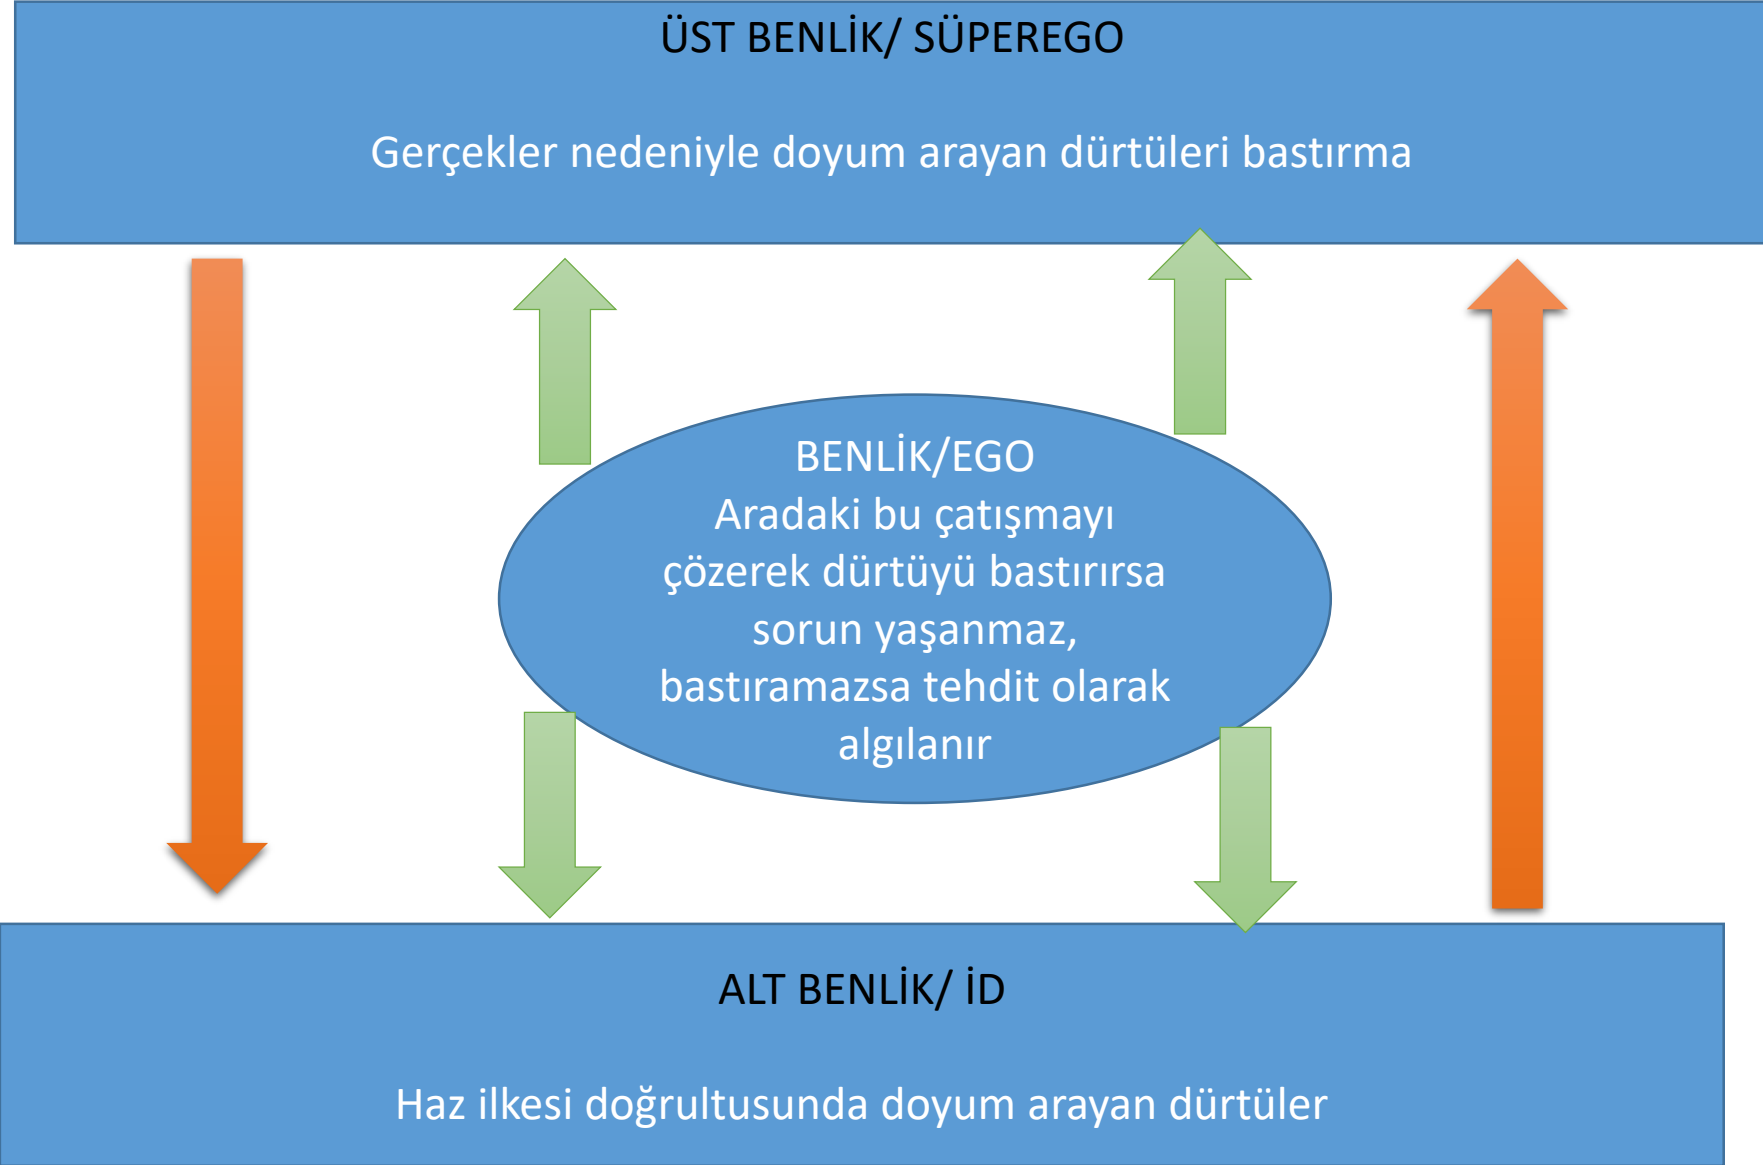 ÜST BENLİK/ SÜPEREGO
Gerçekler nedeniyle doyum arayan dürtüleri bastırma
BENLİK/EGO
Aradaki bu çatışmayı
çözerek dürtüyü bastırırsa
sorun yaşanmaz,
bastıramazsa tehdit olarak
algılanır
ALT BENLİK/ İD
Haz ilkesi doğrultusunda doyum arayan dürtüler